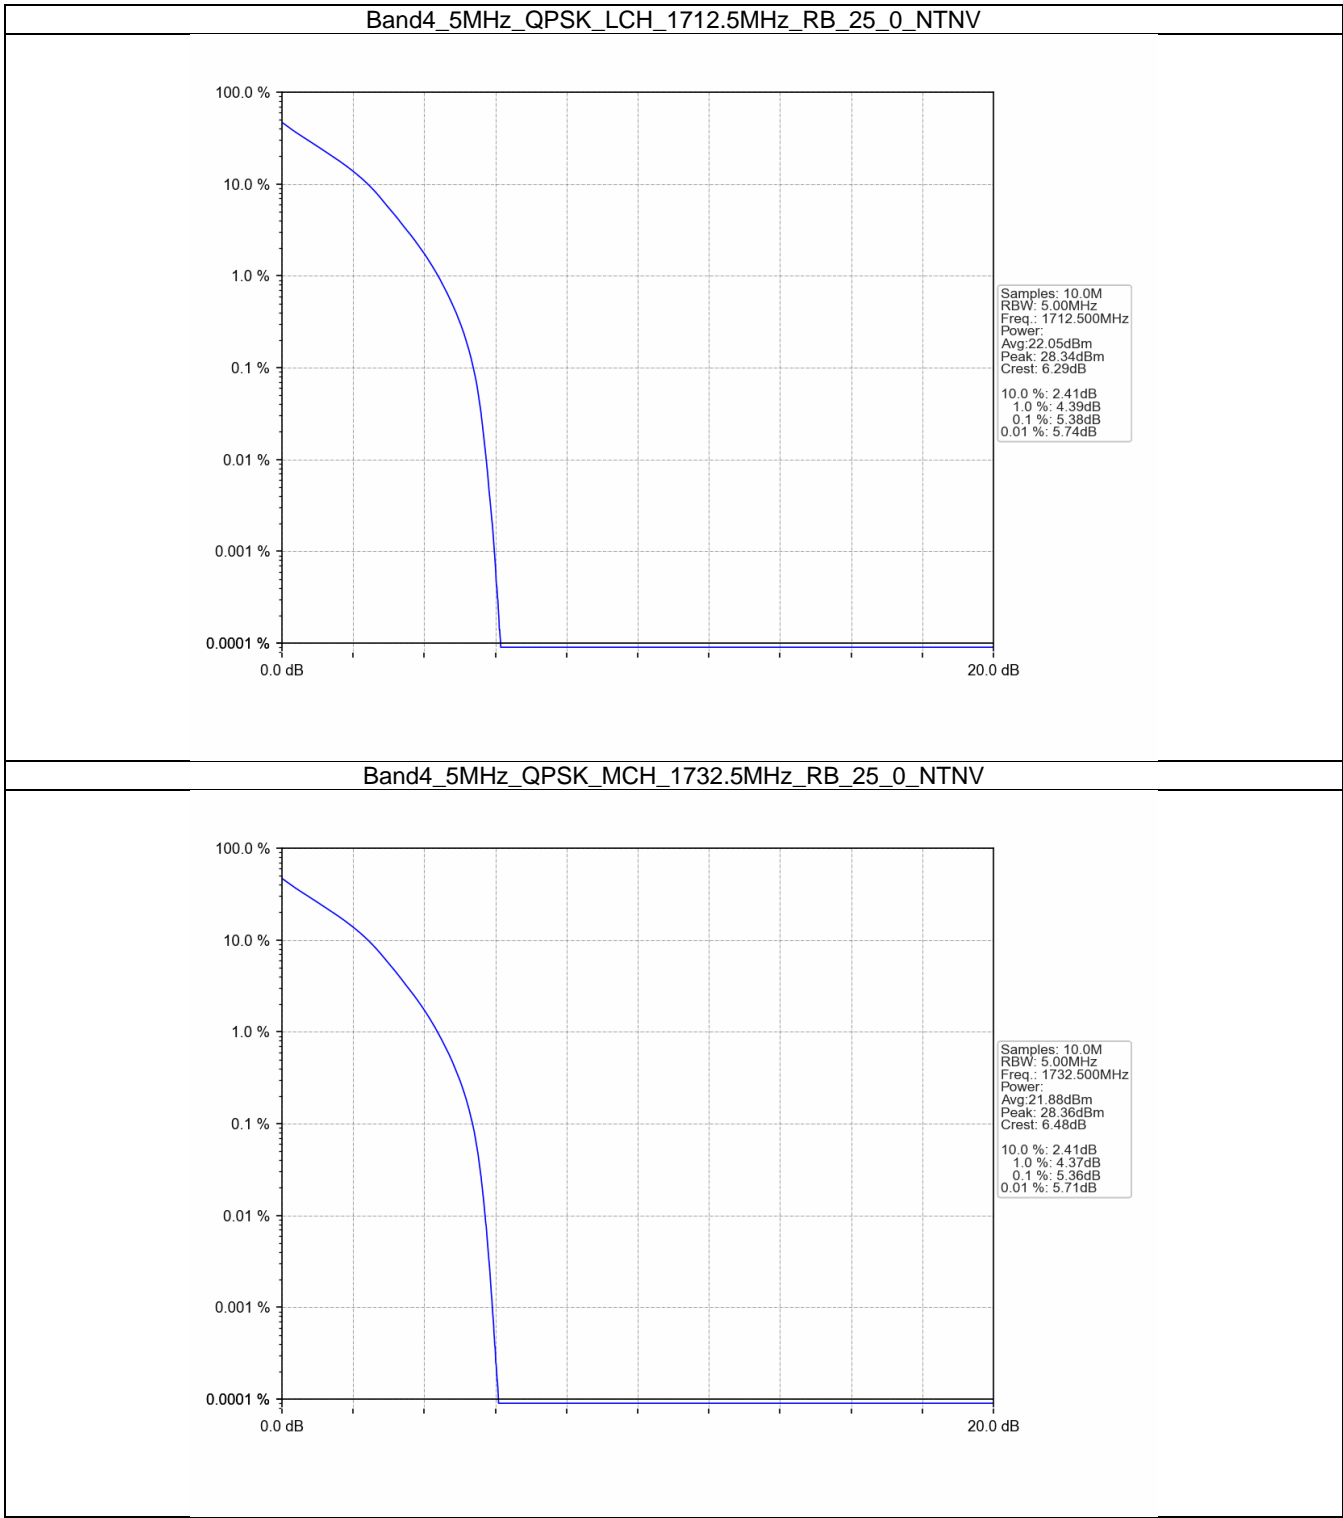 Band4_5MHz_QPSK_LCH_1712.5MHz_RB_25_0_NTNV
100.0 %
10.0 %
1.0 %
0.1 %
0.01 %
0.001 %
0.0001 %
0.0 dB
20.0 dB
Samples: 10.0M
RBW: 5.00MHz
Freq.: 1712.500MHz
Power:
Avg:22.05dBm
Peak: 28.34dBm
Crest: 6.29dB
10.0 %: 2.41dB
1.0 %: 4.39dB
0.1 %: 5.38dB
0.01 %: 5.74dB
Band4_5MHz_QPSK_MCH_1732.5MHz_RB_25_0_NTNV
100.0 %
10.0 %
1.0 %
0.1 %
0.01 %
0.001 %
0.0001 %
0.0 dB
20.0 dB
Samples: 10.0M
RBW: 5.00MHz
Freq.: 1732.500MHz
Power:
Avg:21.88dBm
Peak: 28.36dBm
Crest: 6.48dB
10.0 %: 2.41dB
1.0 %: 4.37dB
0.1 %: 5.36dB
0.01 %: 5.71dB